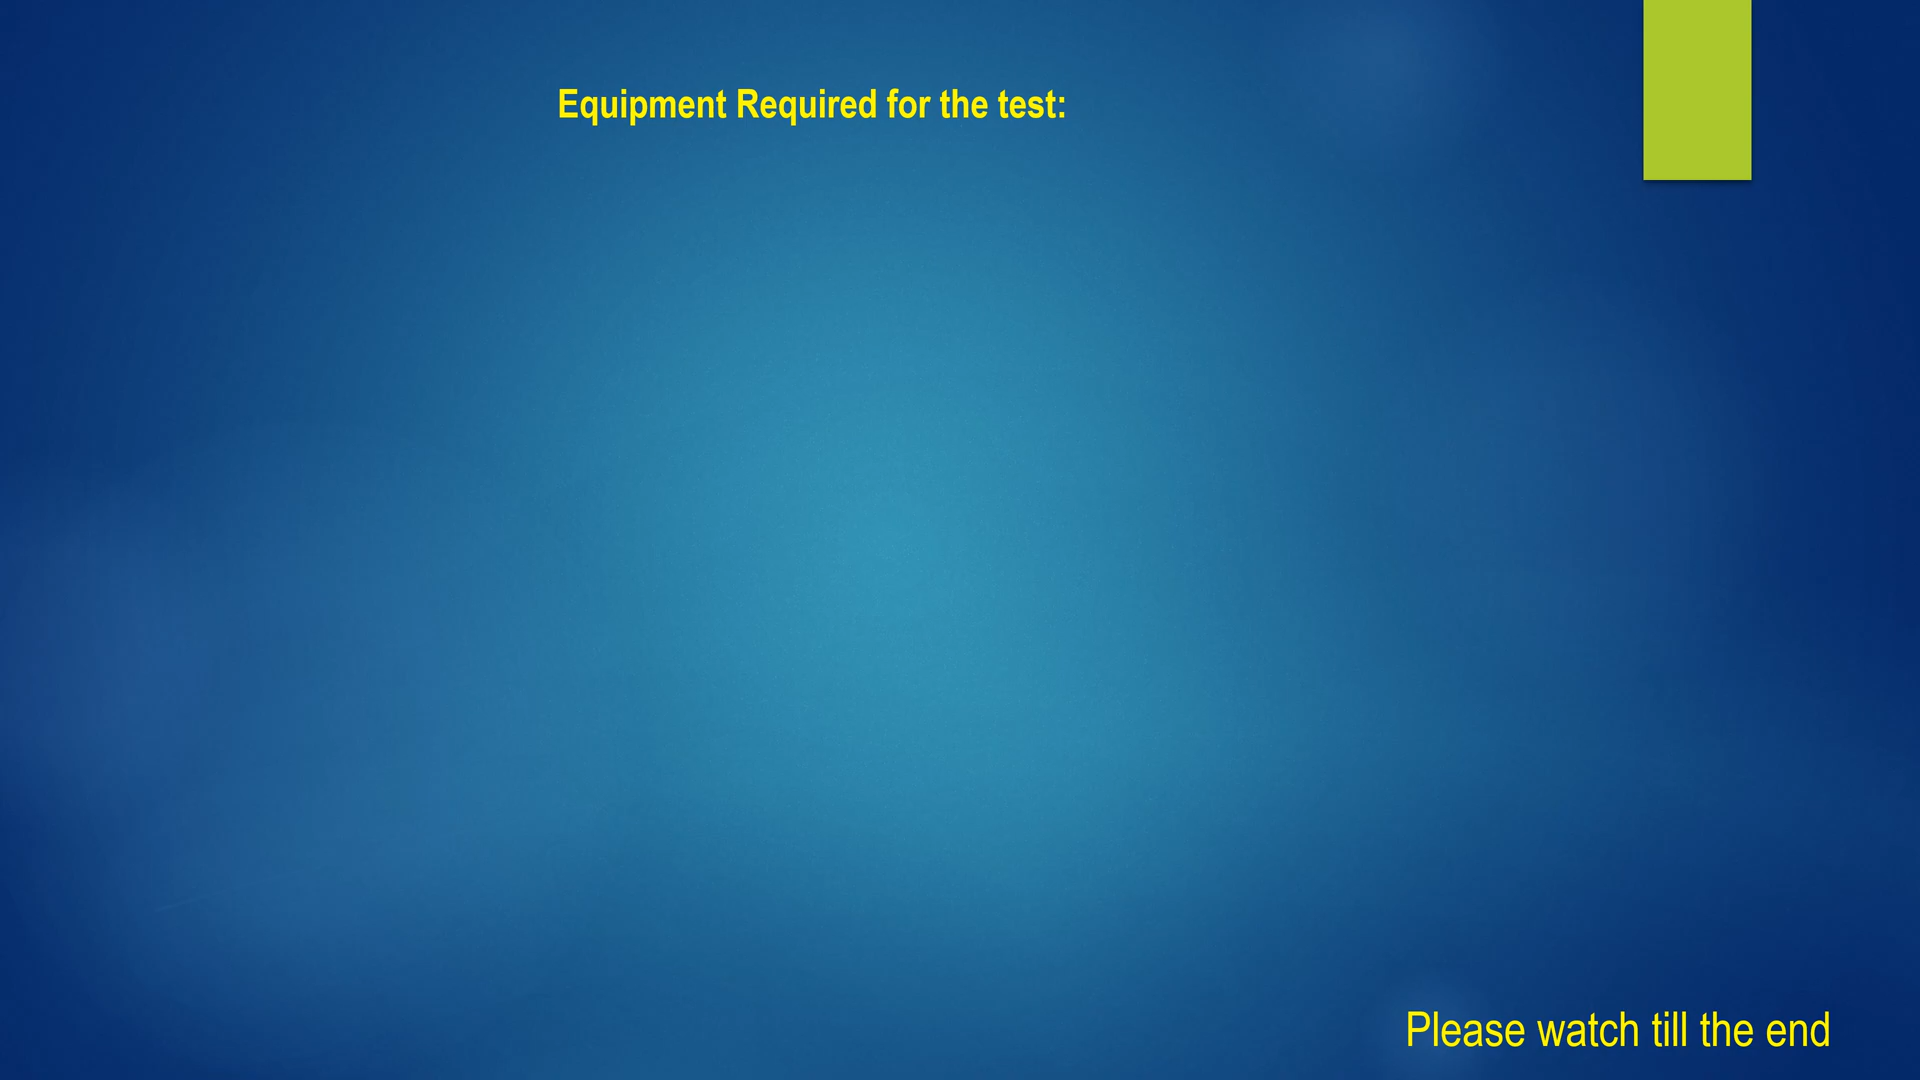 Equipment Required for the test:
Please watch till the end